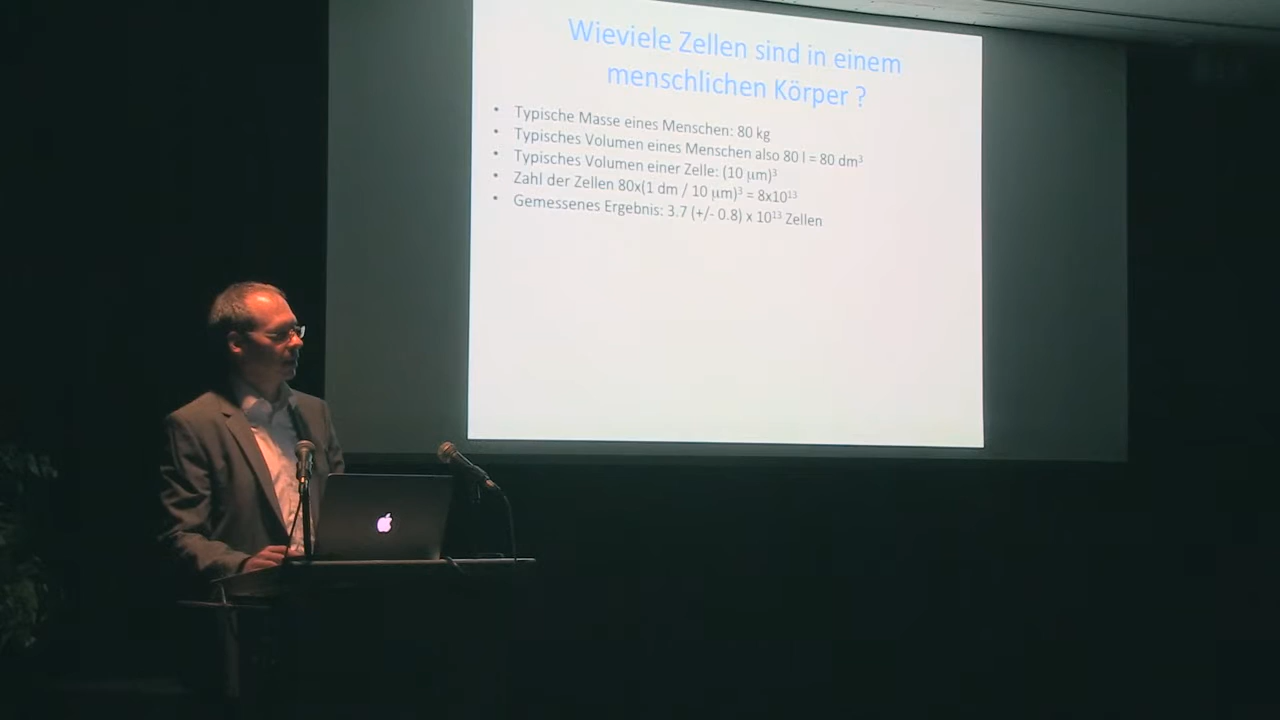 Wieviele Zellen sind in einem
menschlichen Körper ?
• Typische Masse eines Menschen: 80 kg
• Typisches Volumen eines Menschen also 80 l = 80 dm³
• Typisches Volumen einer Zelle: (10 µm)³
• Zahl der Zellen 80x(1 dm / 10 µm)³ = 8x10¹³
• Gemessenes Ergebnis: 3.7 (+/- 0.8) x 10¹³ Zellen